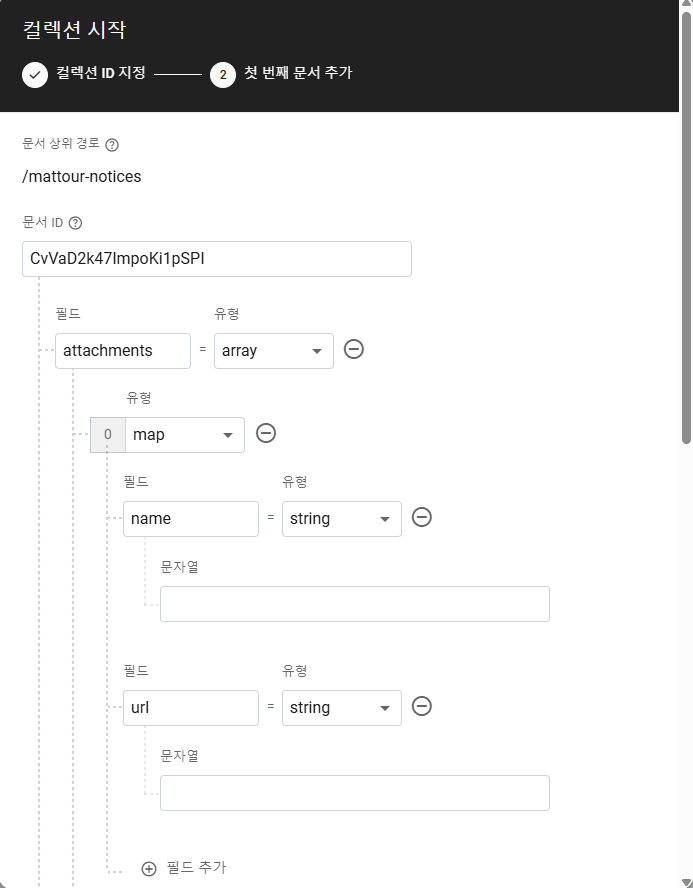 컬렉션 시작
컬렉션 ID 지정 2 첫 번째 문서 추가
문서 상위 경로
/mattour-notices
문서 ID
CvVaD2k47ImpoKi1pSPI
필드 유형
attachments = array
유형
0 map
필드 유형
name = string
문자열
필드 유형
url = string
문자열
필드 추가